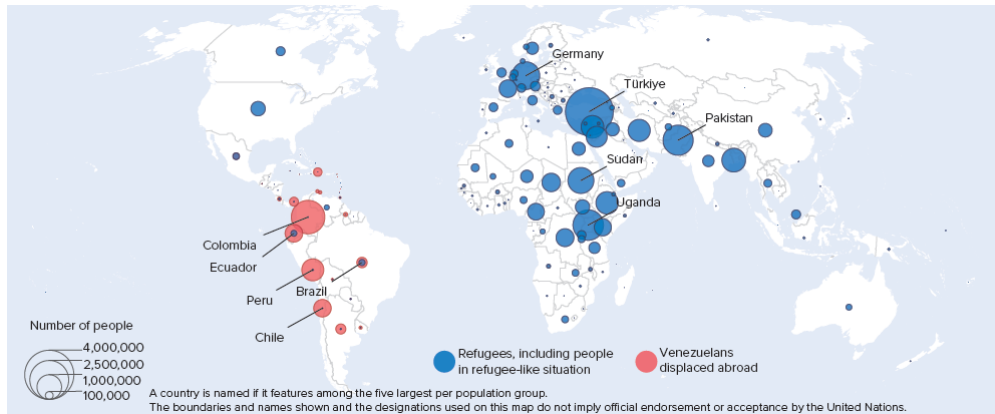 Germany
Türkiye
Pakistan
Sudan
Uganda
Colombia
Ecuador
Peru
Brazil
Chile
Number of people
4,000,000
2,500,000
1,000,000
100,000
Refugees, including people
in refugee-like situation
Venezuelans
displaced abroad
A country is named if it features among the five largest per population group.
The boundaries and names shown and the designations used on this map do not imply official endorsement or acceptance by the United Nations.